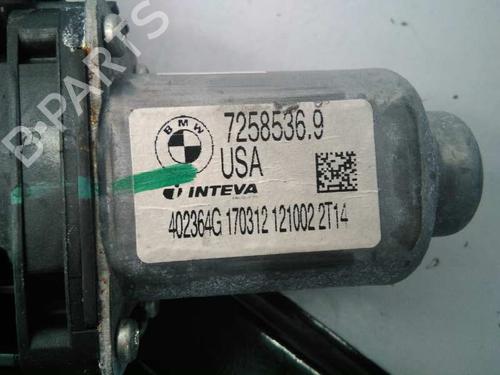 B-PARTS
BMW
7258536.9
USA
INTEVA
402364G 170312 121002 2T14